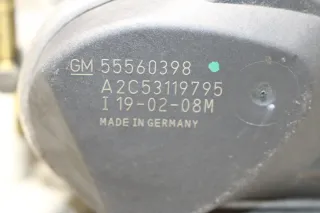 GM 55560398
A2C53119795
I 19-02-08M
MADE IN GERMANY